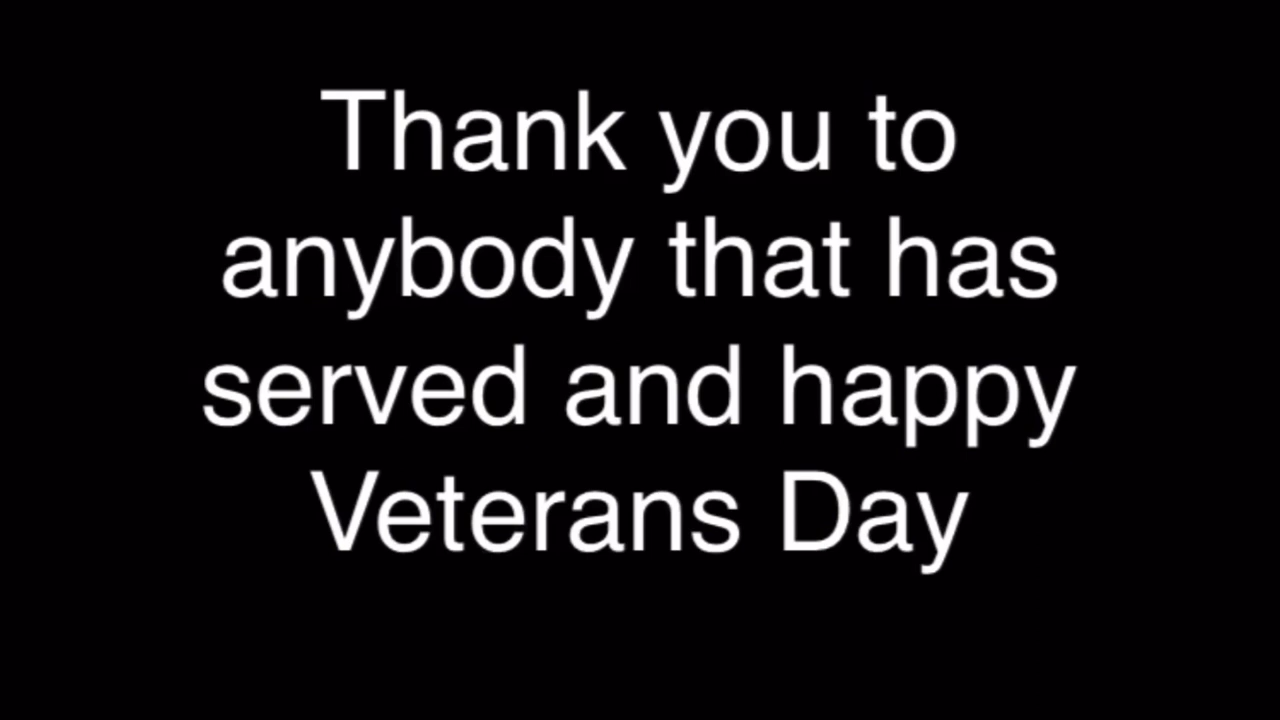 Thank you to
anybody that has
served and happy
Veterans Day